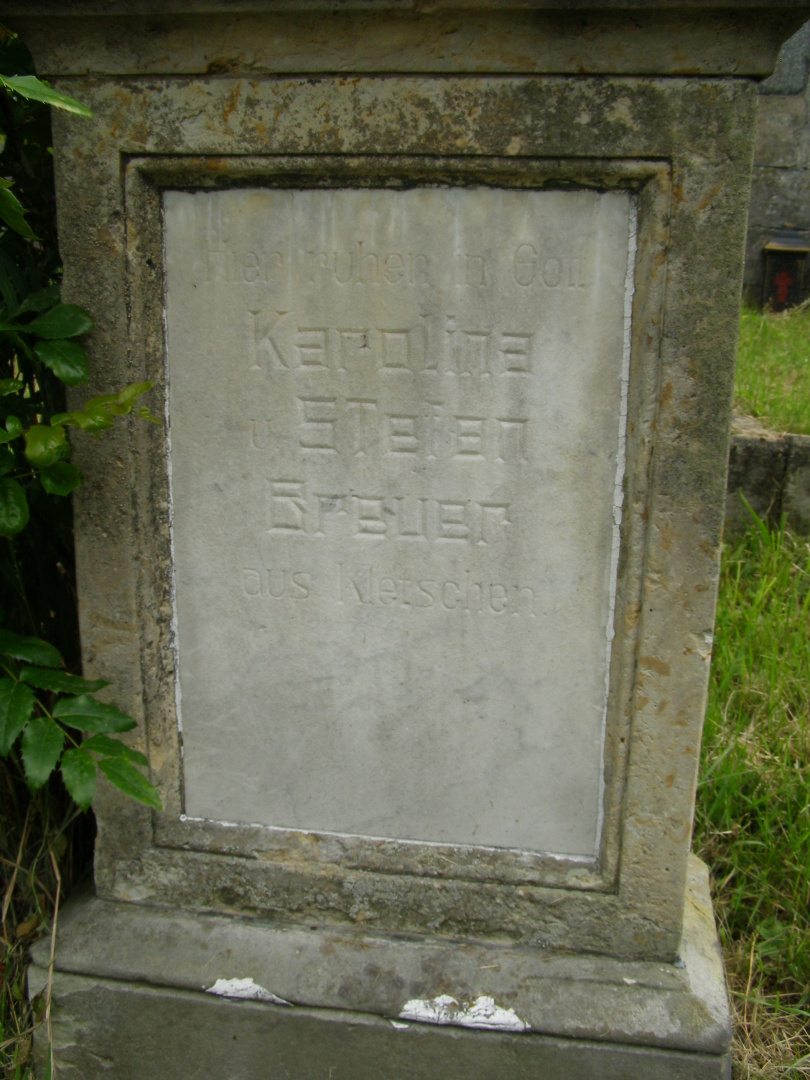 Hier ruhen in Gott
Karolina
u. Stefan
Breuer
aus Kletschen.